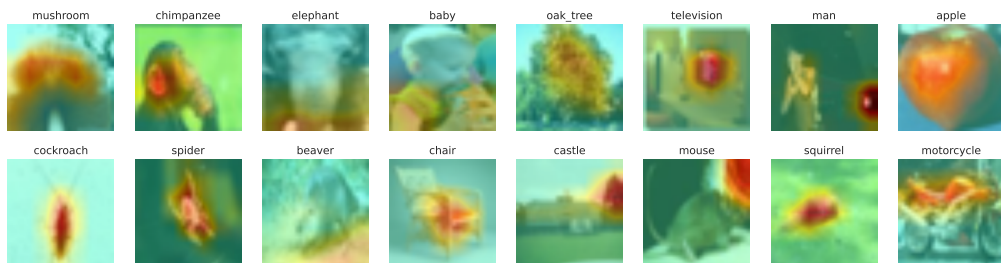 mushroom chimpanzee elephant baby oak_tree television man apple
cockroach spider beaver chair castle mouse squirrel motorcycle